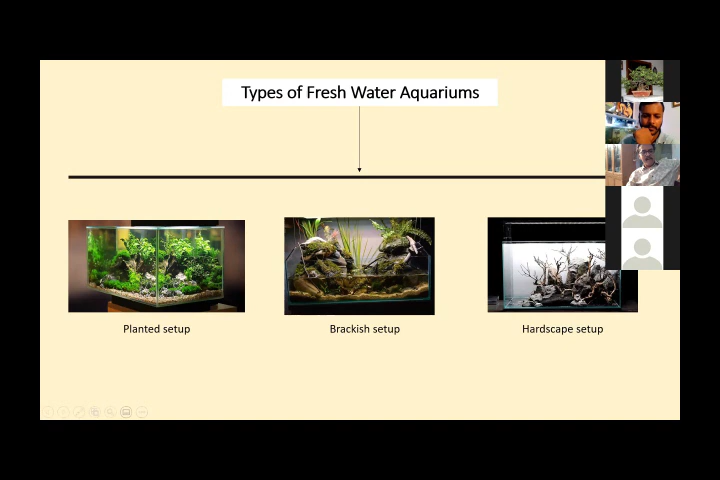 Types of Fresh Water Aquariums
Planted setup
Brackish setup
Hardscape setup